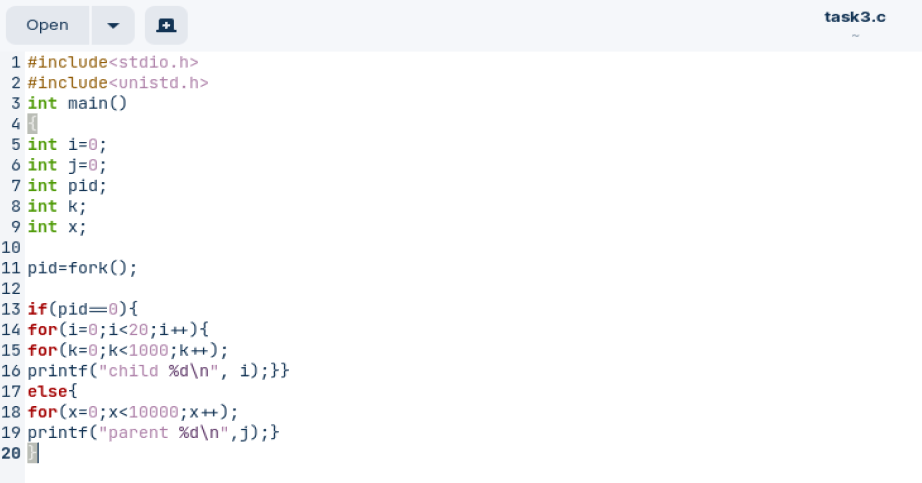 Open
task3.c
~
1 #include<stdio.h>
2 #include<unistd.h>
3 int main()
4 {
5 int i=0;
6 int j=0;
7 int pid;
8 int k;
9 int x;
10
11 pid=fork();
12
13 if(pid==0){
14 for(i=0;i<20;i++){
15 for(k=0;k<1000;k++);
16 printf("child %d\n", i);}}
17 else{
18 for(x=0;x<10000;x++);
19 printf("parent %d\n",j);}
20 }